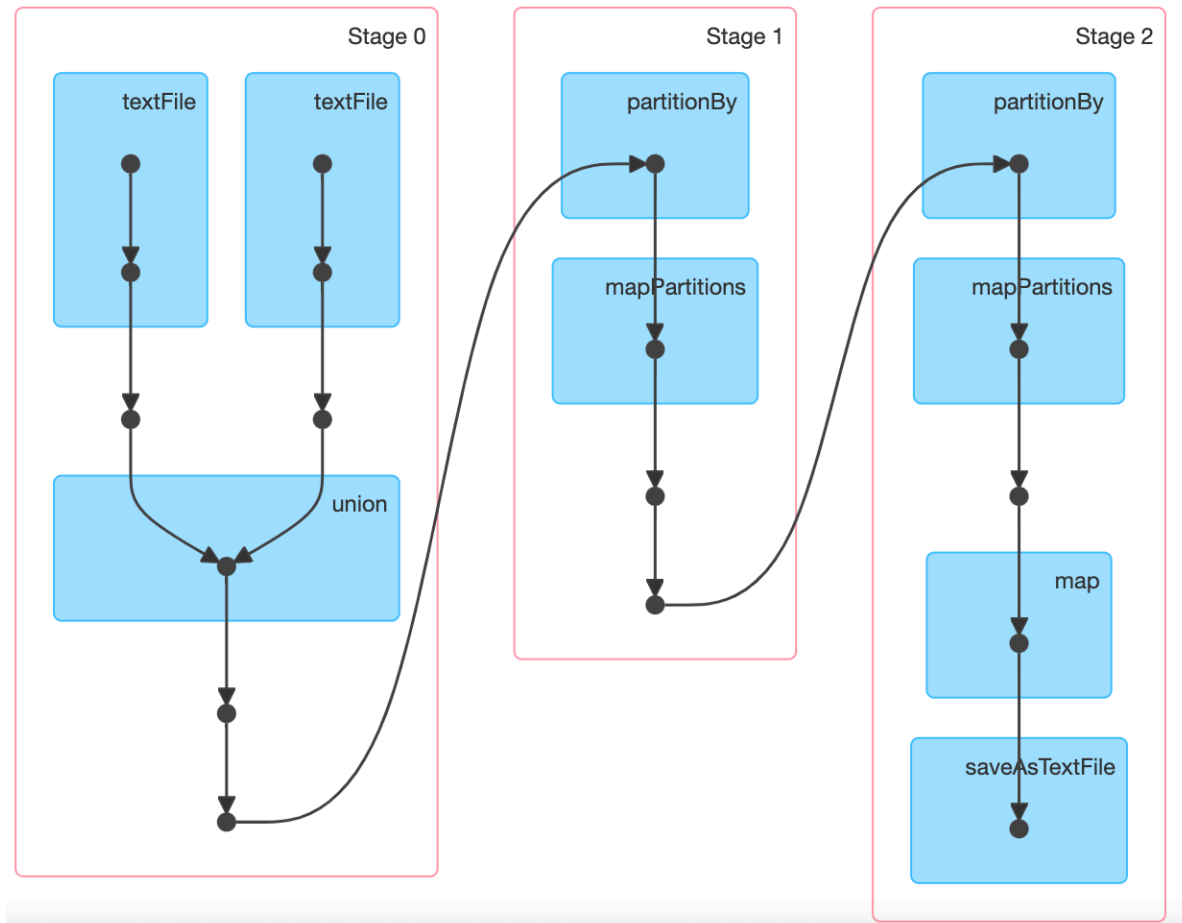 Stage 0
textFile
textFile
union
Stage 1
partitionBy
mapPartitions
Stage 2
partitionBy
mapPartitions
map
saveAsTextFile